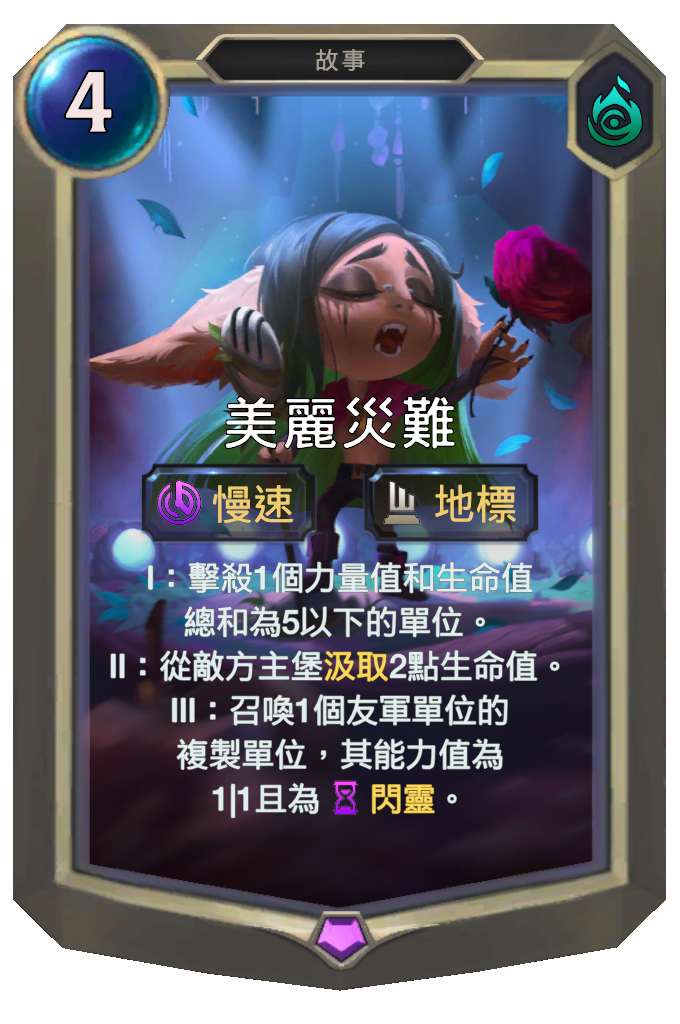 故事
4
美麗災難
慢速
地標
I：擊殺1個力量值和生命值
總和為5以下的單位。
II：從敵方主堡汲取2點生命值。
III：召喚1個友軍單位的
複製單位，其能力值為
1|1且為 閃靈。